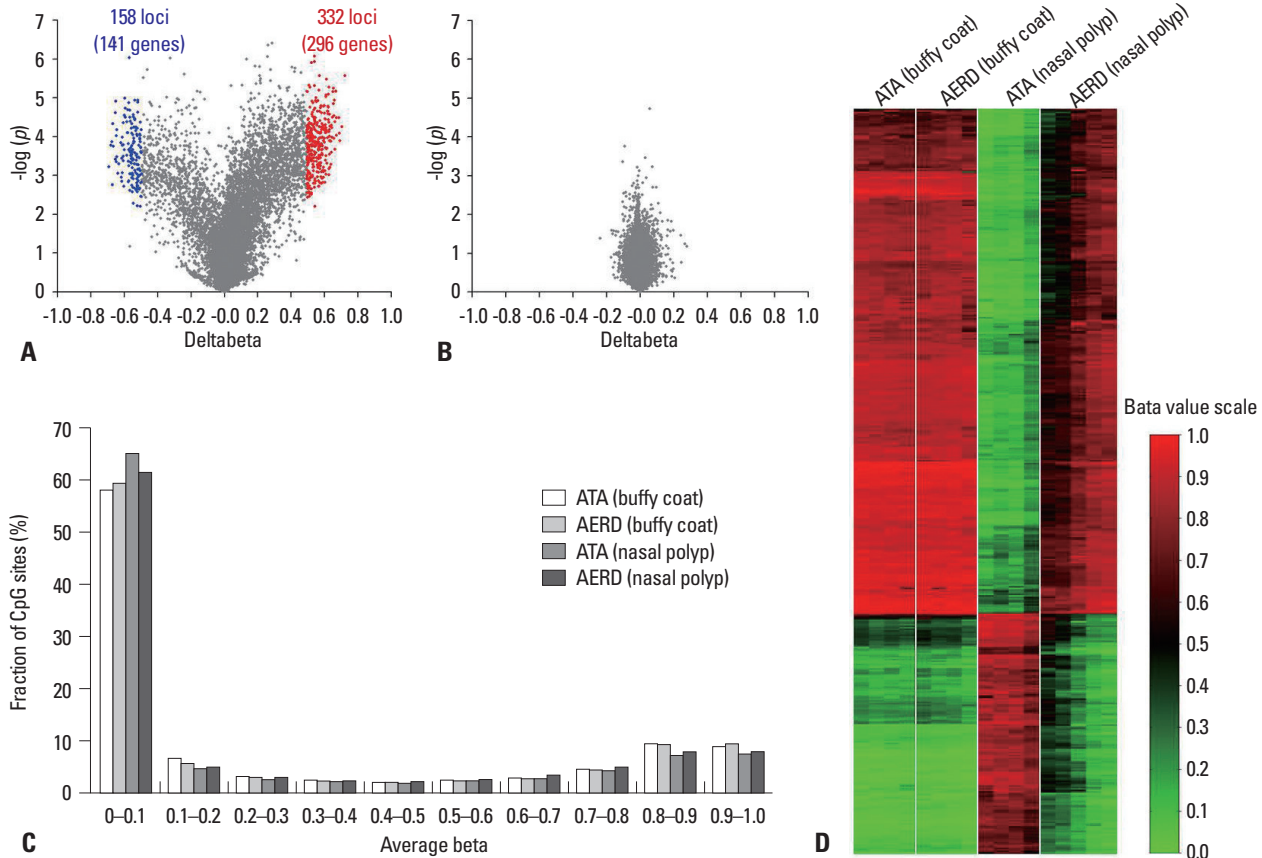 158 loci
(141 genes)
332 loci
(296 genes)
7
6
5
4
3
2
1
0
-log (p)
-1.0 -0.8 -0.6 -0.4 -0.2 -0.0 0.2 0.4 0.6 0.8 1.0
Deltabeta
A
7
6
5
4
3
2
1
0
-log (p)
-1.0 -0.8 -0.6 -0.4 -0.2 -0.0 0.2 0.4 0.6 0.8 1.0
Deltabeta
B
70
60
50
40
30
20
10
0
Fraction of CpG sites (%)
ATA (buffy coat)
AERD (buffy coat)
ATA (nasal polyp)
AERD (nasal polyp)
0–0.1 0.1–0.2 0.2–0.3 0.3–0.4 0.4–0.5 0.5–0.6 0.6–0.7 0.7–0.8 0.8–0.9 0.9–1.0
Average beta
C
ATA (buffy coat)
AERD (buffy coat)
ATA (nasal polyp)
AERD (nasal polyp)
Bata value scale
1.0
0.9
0.8
0.7
0.6
0.5
0.4
0.3
0.2
0.1
0.0
D